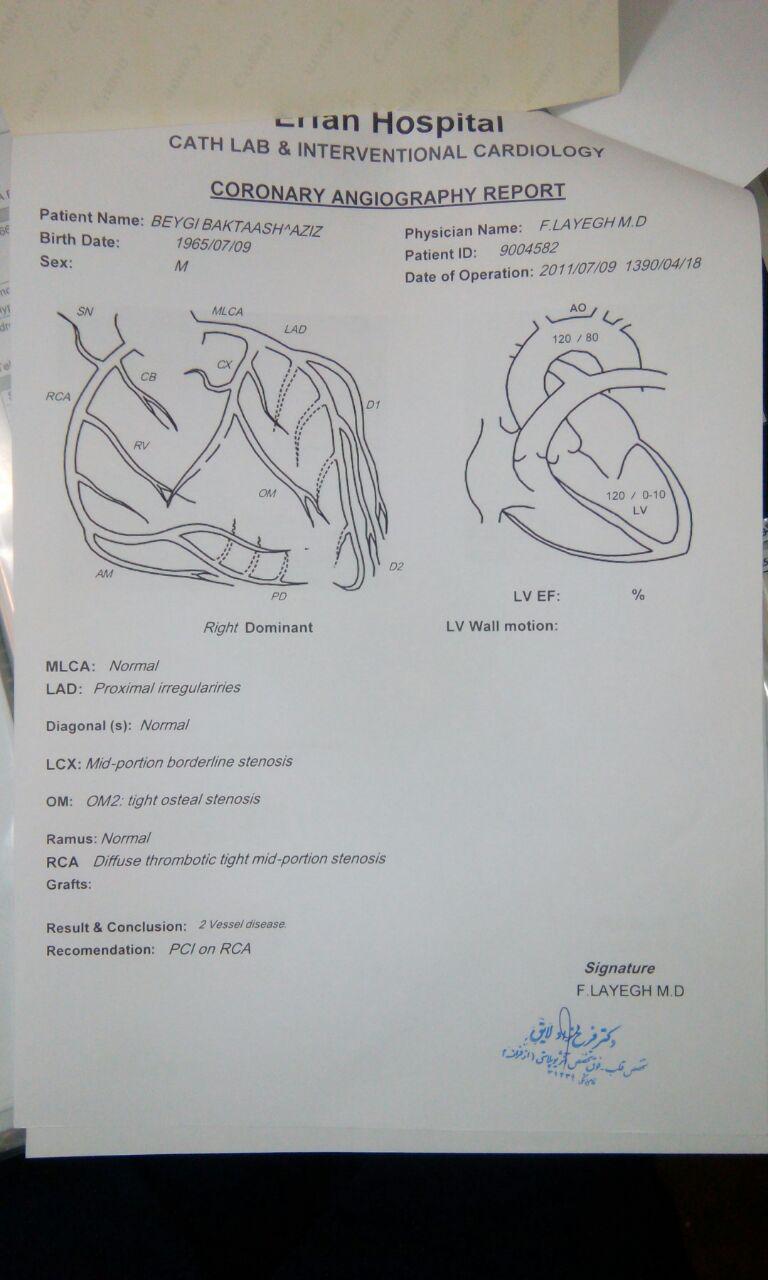 Erfan Hospital
CATH LAB & INTERVENTIONAL CARDIOLOGY
CORONARY ANGIOGRAPHY REPORT
Patient Name: BEYGI BAKTAASH^AZIZ
Birth Date: 1965/07/09
Sex: M
Physician Name: F.LAYEGH M.D
Patient ID: 9004582
Date of Operation: 2011/07/09 1390/04/18
SN
MLCA
LAD
CX
CB
RCA
D1
RV
OM
AM
D2
PD
AO
120 / 80
120 / 0-10
LV
LV EF: %
Right Dominant
LV Wall motion:
MLCA: Normal
LAD: Proximal irregulariries
Diagonal (s): Normal
LCX: Mid-portion borderline stenosis
OM: OM2: tight osteal stenosis
Ramus: Normal
RCA Diffuse thrombotic tight mid-portion stenosis
Grafts:
Result & Conclusion: 2 Vessel disease.
Recomendation: PCI on RCA
Signature
F.LAYEGH M.D
دکتر فرح لایق